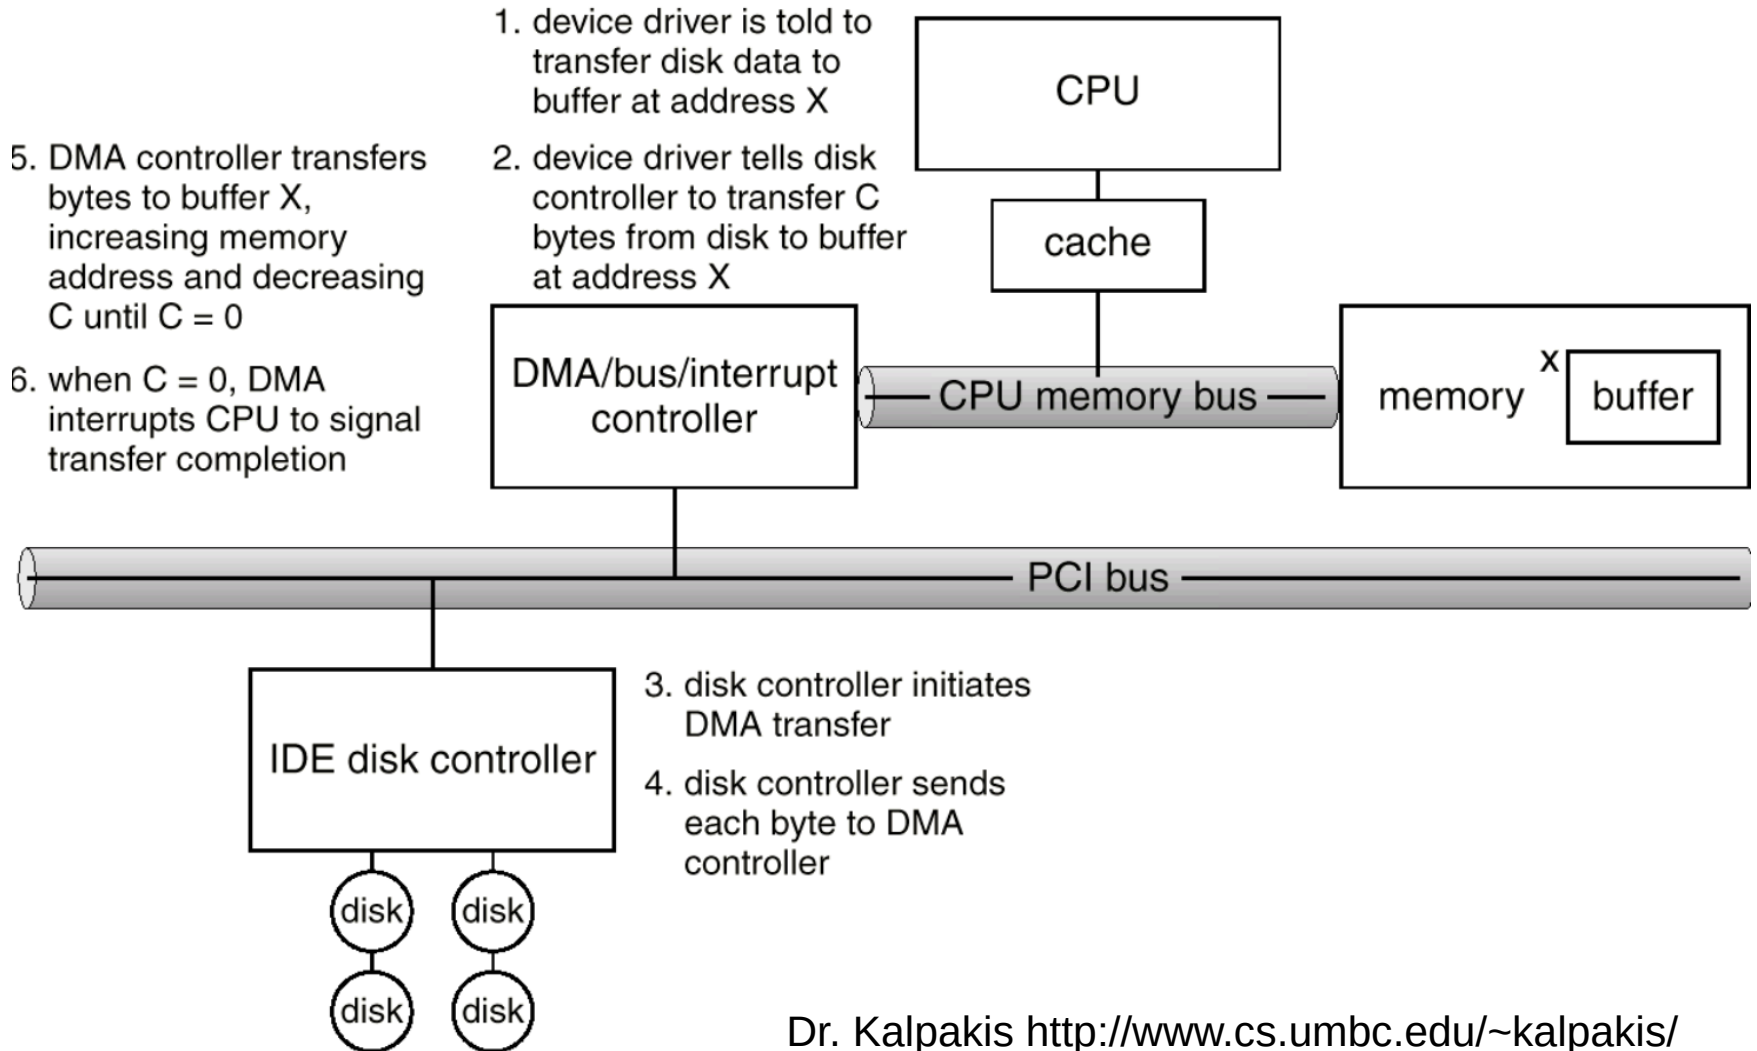 1. device driver is told to
transfer disk data to
buffer at address X
CPU
5. DMA controller transfers
bytes to buffer X,
increasing memory
address and decreasing
C until C = 0
2. device driver tells disk
controller to transfer C
bytes from disk to buffer
at address X
cache
6. when C = 0, DMA
interrupts CPU to signal
transfer completion
DMA/bus/interrupt
controller
CPU memory bus
memory
x
buffer
PCI bus
IDE disk controller
3. disk controller initiates
DMA transfer
4. disk controller sends
each byte to DMA
controller
disk
disk
disk
disk
Dr. Kalpakis http://www.cs.umbc.edu/~kalpakis/